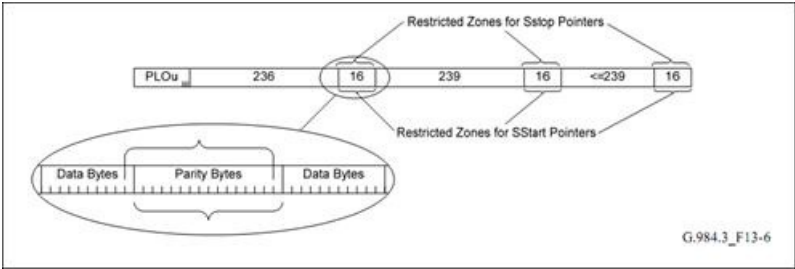 Restricted Zones for Sstop Pointers
PLOu 236 16 239 16 <=239 16
Restricted Zones for SStart Pointers
Data Bytes Parity Bytes Data Bytes
G.984.3_F13-6